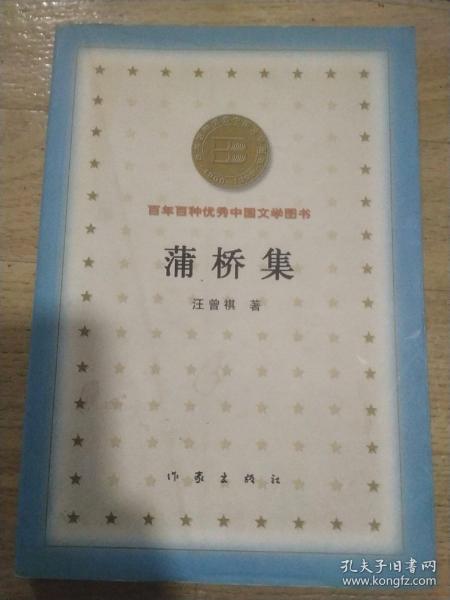 百年百种优秀中国文学图书
蒲桥集
汪曾祺 著
作家出版社
孔夫子旧书网
www.kongfz.com